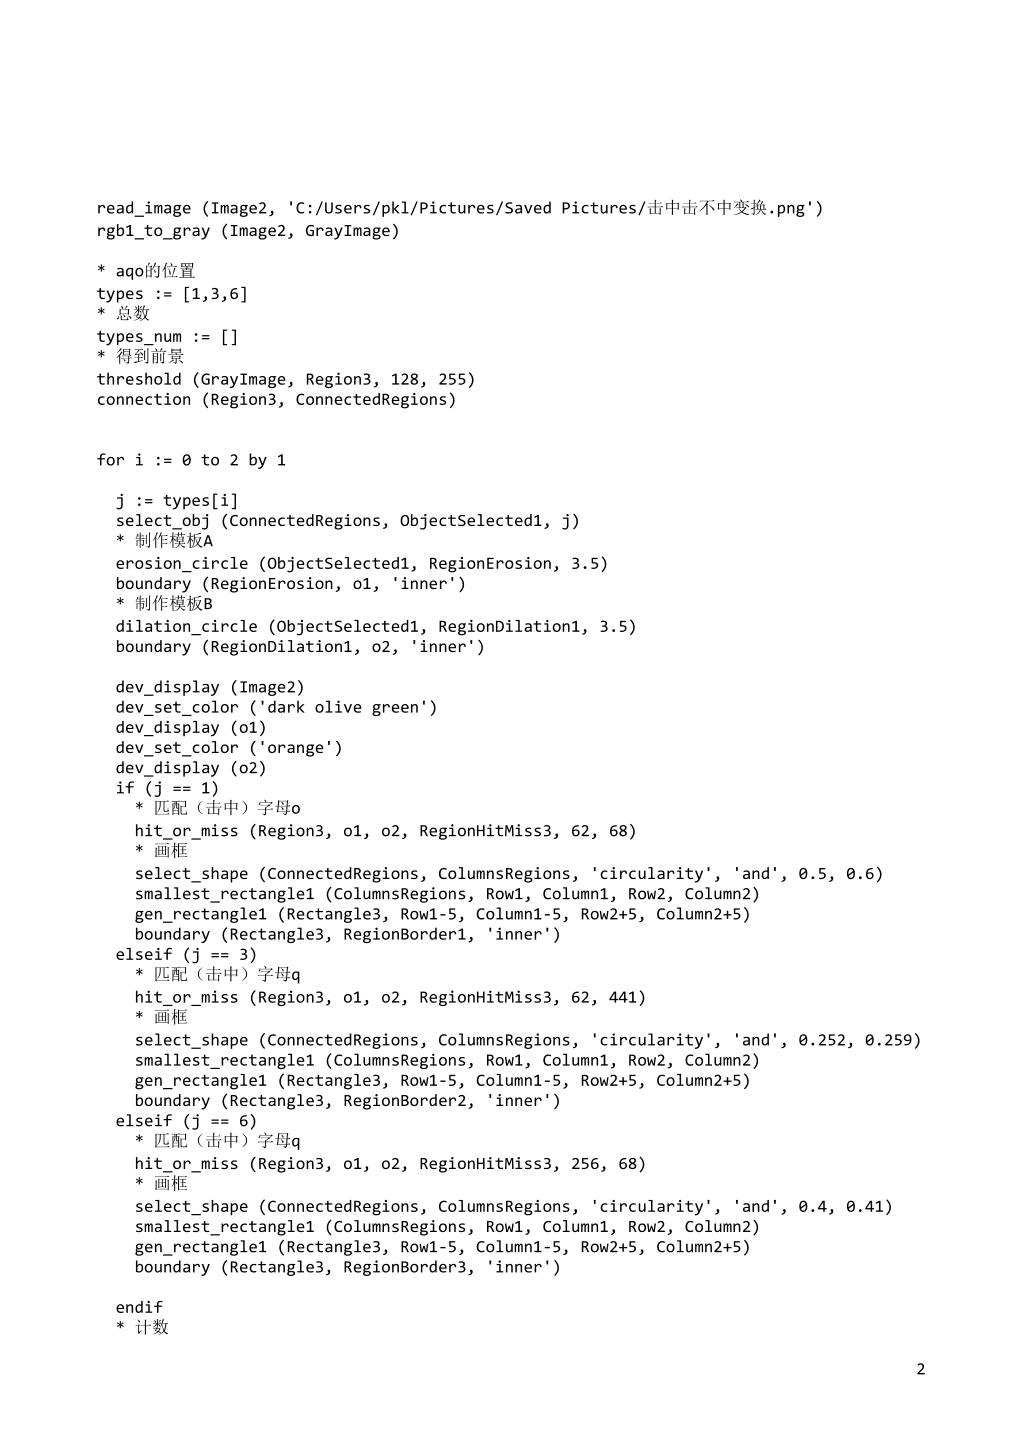 read_image (Image2, 'C:/Users/pkl/Pictures/Saved Pictures/击中击不中变换.png')
rgb1_to_gray (Image2, GrayImage)
* aqo的位置
types := [1,3,6]
* 总数
types_num := []
* 得到前景
threshold (GrayImage, Region3, 128, 255)
connection (Region3, ConnectedRegions)
for i := 0 to 2 by 1
j := types[i]
select_obj (ConnectedRegions, ObjectSelected1, j)
* 制作模板A
erosion_circle (ObjectSelected1, RegionErosion, 3.5)
boundary (RegionErosion, o1, 'inner')
* 制作模板B
dilation_circle (ObjectSelected1, RegionDilation1, 3.5)
boundary (RegionDilation1, o2, 'inner')
dev_display (Image2)
dev_set_color ('dark olive green')
dev_display (o1)
dev_set_color ('orange')
dev_display (o2)
if (j == 1)
* 匹配（击中）字母o
hit_or_miss (Region3, o1, o2, RegionHitMiss3, 62, 68)
* 画框
select_shape (ConnectedRegions, ColumnsRegions, 'circularity', 'and', 0.5, 0.6)
smallest_rectangle1 (ColumnsRegions, Row1, Column1, Row2, Column2)
gen_rectangle1 (Rectangle3, Row1-5, Column1-5, Row2+5, Column2+5)
boundary (Rectangle3, RegionBorder1, 'inner')
elseif (j == 3)
* 匹配（击中）字母q
hit_or_miss (Region3, o1, o2, RegionHitMiss3, 62, 441)
* 画框
select_shape (ConnectedRegions, ColumnsRegions, 'circularity', 'and', 0.252, 0.259)
smallest_rectangle1 (ColumnsRegions, Row1, Column1, Row2, Column2)
gen_rectangle1 (Rectangle3, Row1-5, Column1-5, Row2+5, Column2+5)
boundary (Rectangle3, RegionBorder2, 'inner')
elseif (j == 6)
* 匹配（击中）字母q
hit_or_miss (Region3, o1, o2, RegionHitMiss3, 256, 68)
* 画框
select_shape (ConnectedRegions, ColumnsRegions, 'circularity', 'and', 0.4, 0.41)
smallest_rectangle1 (ColumnsRegions, Row1, Column1, Row2, Column2)
gen_rectangle1 (Rectangle3, Row1-5, Column1-5, Row2+5, Column2+5)
boundary (Rectangle3, RegionBorder3, 'inner')
endif
* 计数
2